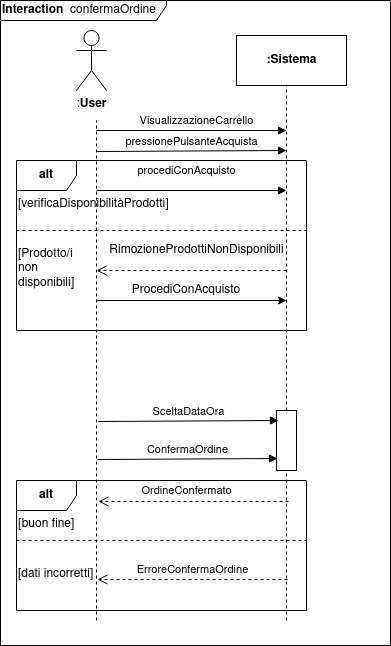 Interaction confermaOrdine
:User
:Sistema
VisualizzazioneCarrello
pressionePulsanteAcquista
alt
procediConAcquisto
[verificaDisponibilitàProdotti]
[Prodotto/i
non
disponibili]
RimozioneProdottiNonDisponibili
ProcediConAcquisto
SceltaDataOra
ConfermaOrdine
alt
OrdineConfermato
[buon fine]
[dati incorretti]
ErroreConfermaOrdine